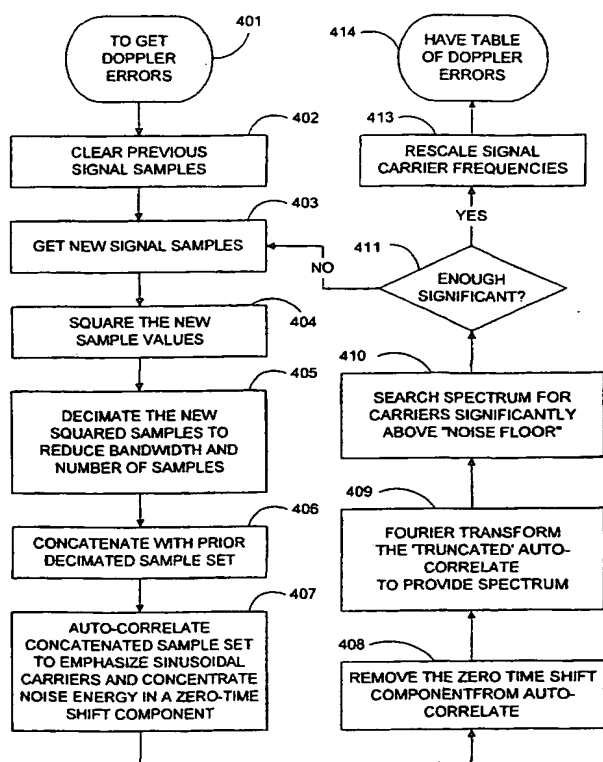 TO GET
DOPPLER
ERRORS
401
402
CLEAR PREVIOUS
SIGNAL SAMPLES
403
GET NEW SIGNAL SAMPLES
SQUARE THE NEW
SAMPLE VALUES
404
405
DECIMATE THE NEW
SQUARED SAMPLES TO
REDUCE BANDWIDTH AND
NUMBER OF SAMPLES
406
CONCATENATE WITH PRIOR
DECIMATED SAMPLE SET
407
AUTO-CORRELATE
CONCATENATED SAMPLE SET
TO EMPHASIZE SINUSOIDAL
CARRIERS AND CONCENTRATE
NOISE ENERGY IN A ZERO-TIME
SHIFT COMPONENT
408
REMOVE THE ZERO TIME SHIFT
COMPONENTFROM AUTO-
CORRELATE
409
FOURIER TRANSFORM
THE 'TRUNCATED' AUTO-
CORRELATE
TO PROVIDE SPECTRUM
410
SEARCH SPECTRUM FOR
CARRIERS SIGNIFICANTLY
ABOVE "NOISE FLOOR"
411
ENOUGH
SIGNIFICANT?
NO
YES
413
RESCALE SIGNAL
CARRIER FREQUENCIES
414
HAVE TABLE
OF DOPPLER
ERRORS